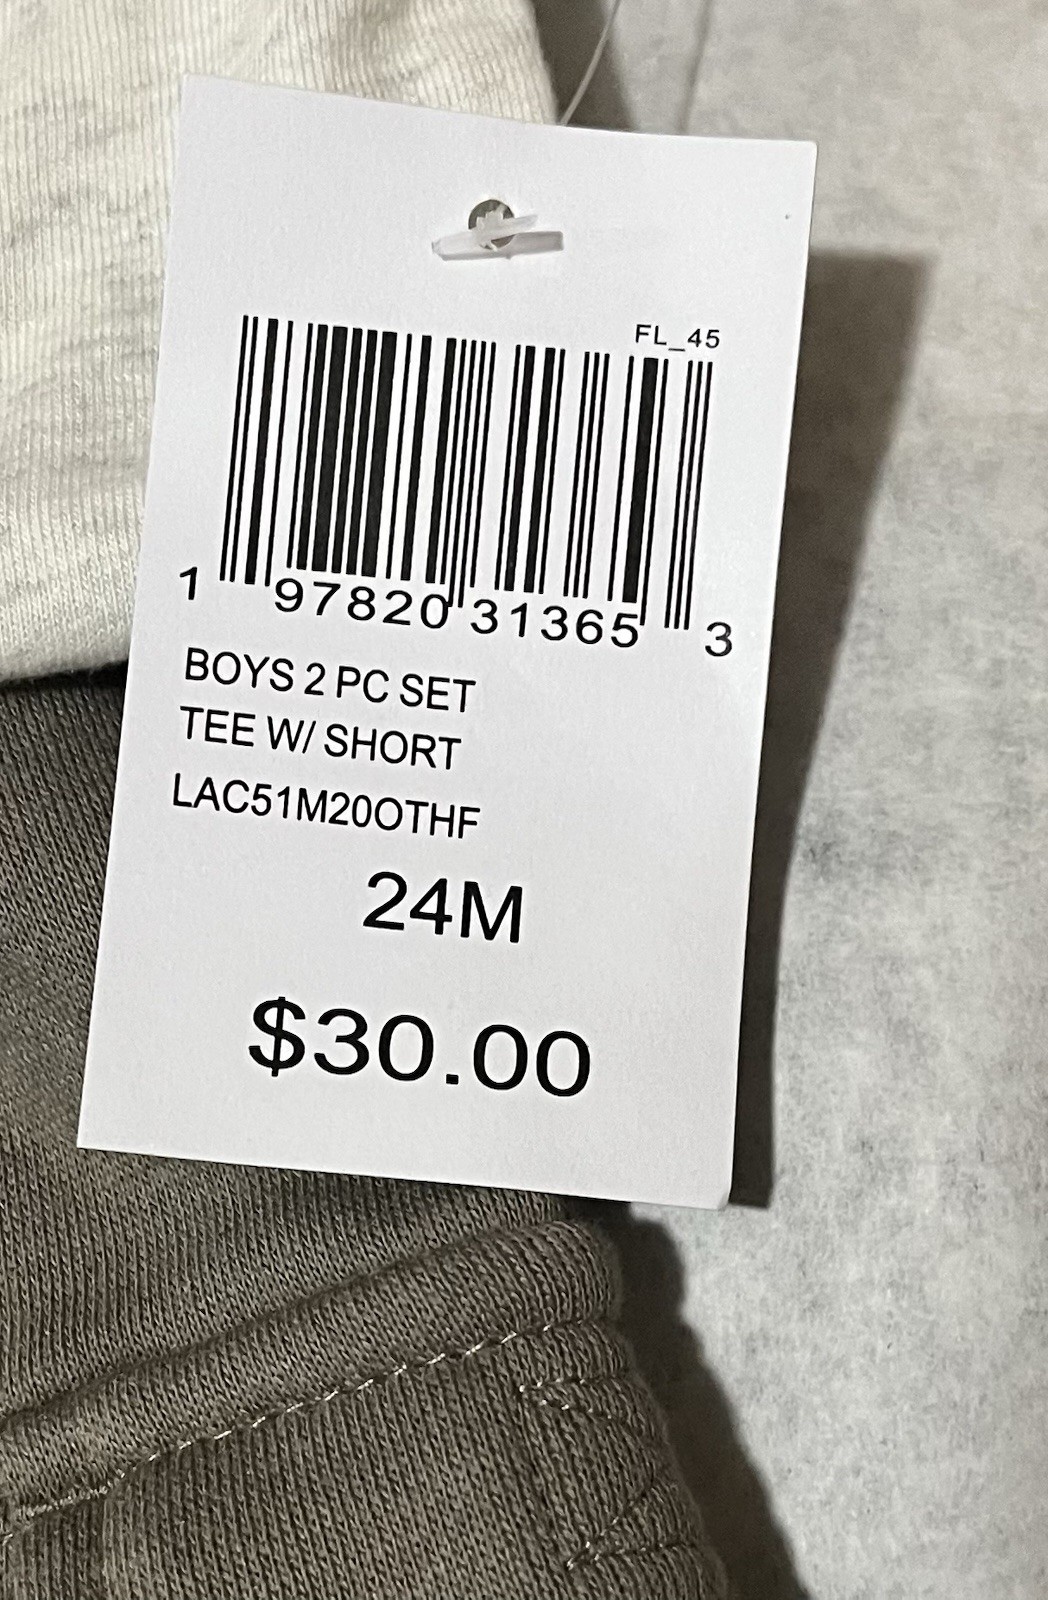 FL_45
1 97820 31365 3
BOYS 2 PC SET
TEE W/ SHORT
LAC51M20OTHF
24M
$30.00